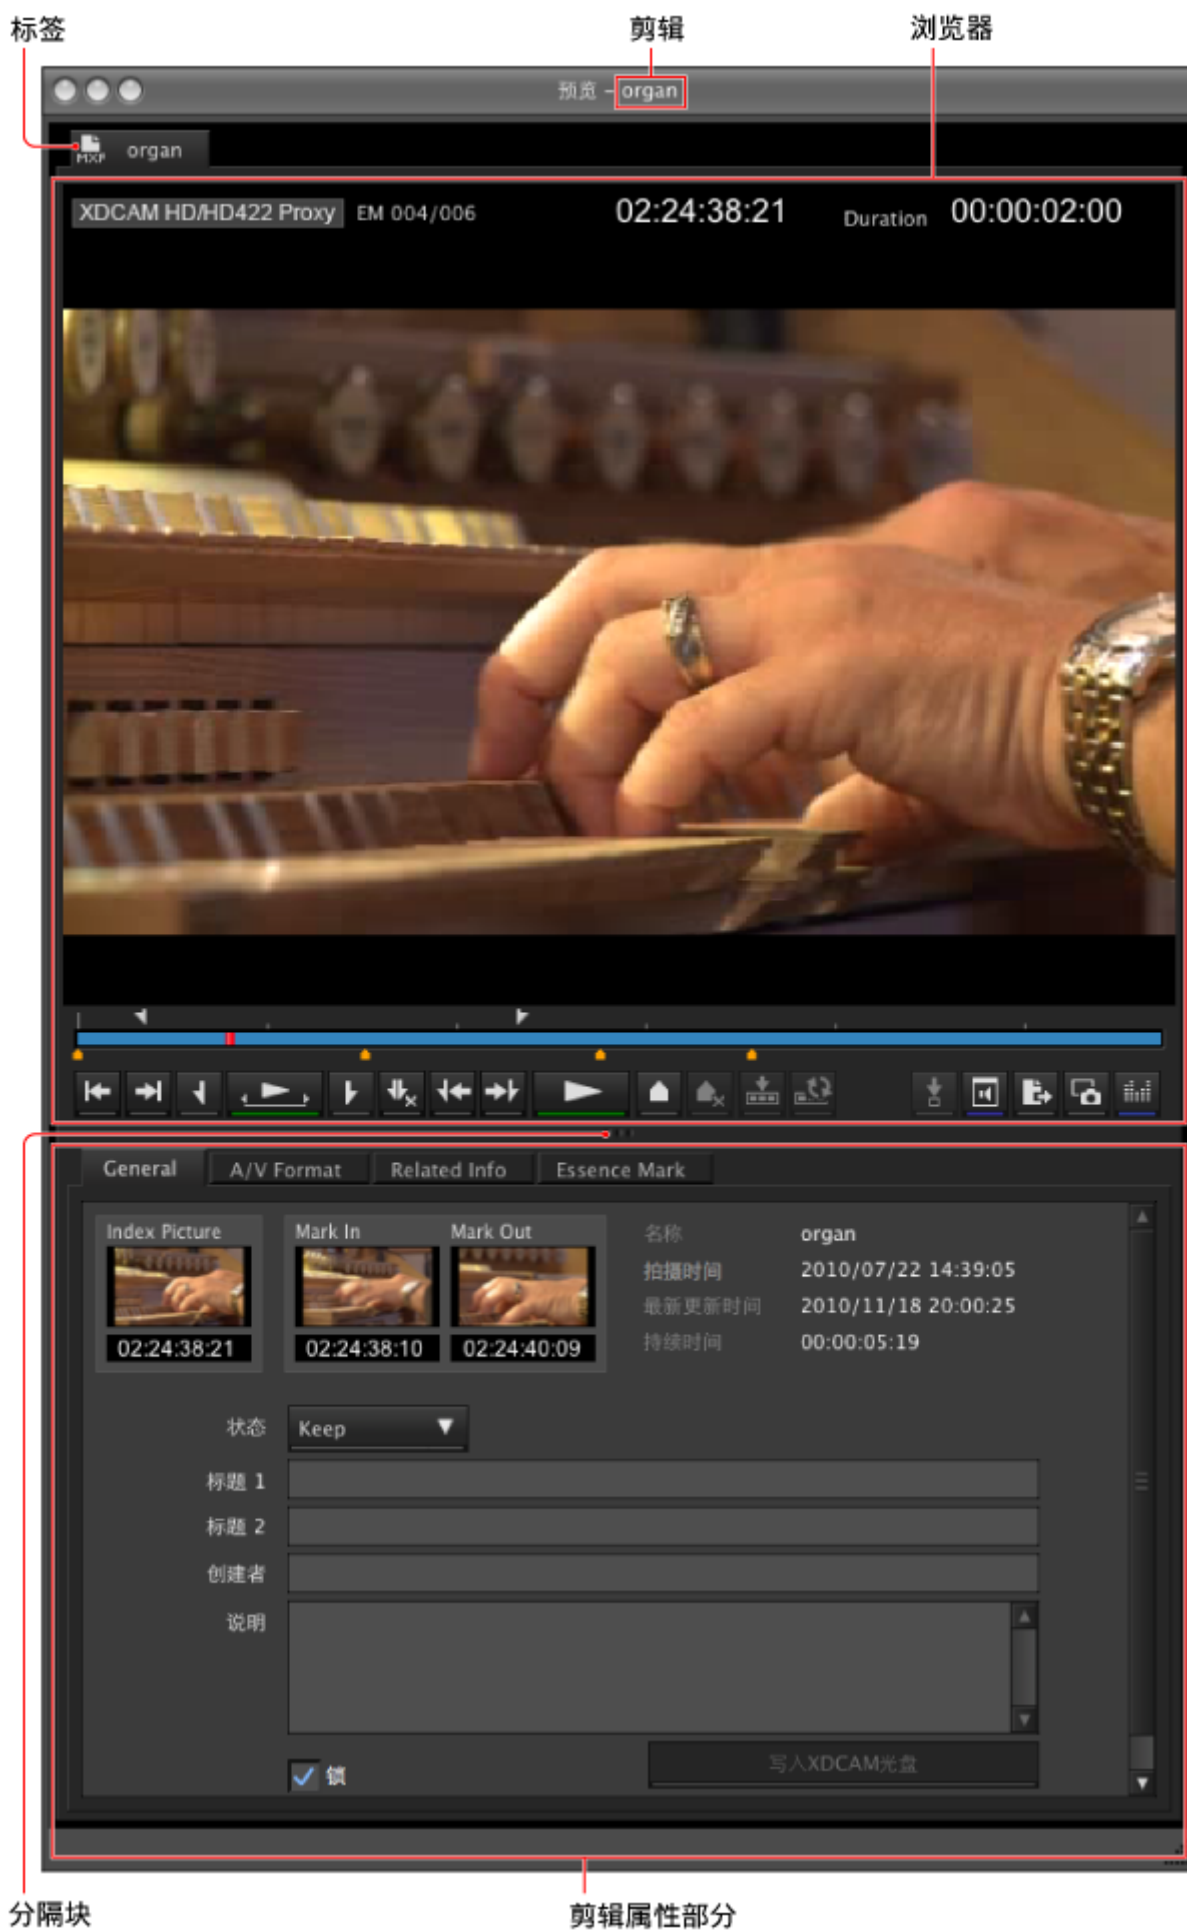 标签 剪辑 浏览器
预览 - organ
MXF organ
XDCAM HD/HD422 Proxy EM 004/006 02:24:38:21 Duration 00:00:02:00
General A/V Format Related Info Essence Mark
Index Picture Mark In Mark Out 名称 organ
拍摄时间 2010/07/22 14:39:05
最新更新时间 2010/11/18 20:00:25
02:24:38:21 02:24:38:10 02:24:40:09 持续时间 00:00:05:19
状态 Keep
标题 1
标题 2
创建者
说明
锁 写入XDCAM光盘
分隔块 剪辑属性部分